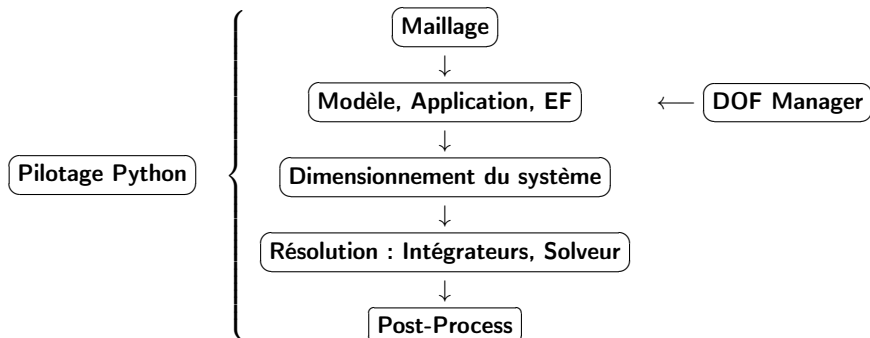 Maillage
Modèle, Application, EF
DOF Manager
Pilotage Python
Dimensionnement du système
Résolution : Intégrateurs, Solveur
Post-Process